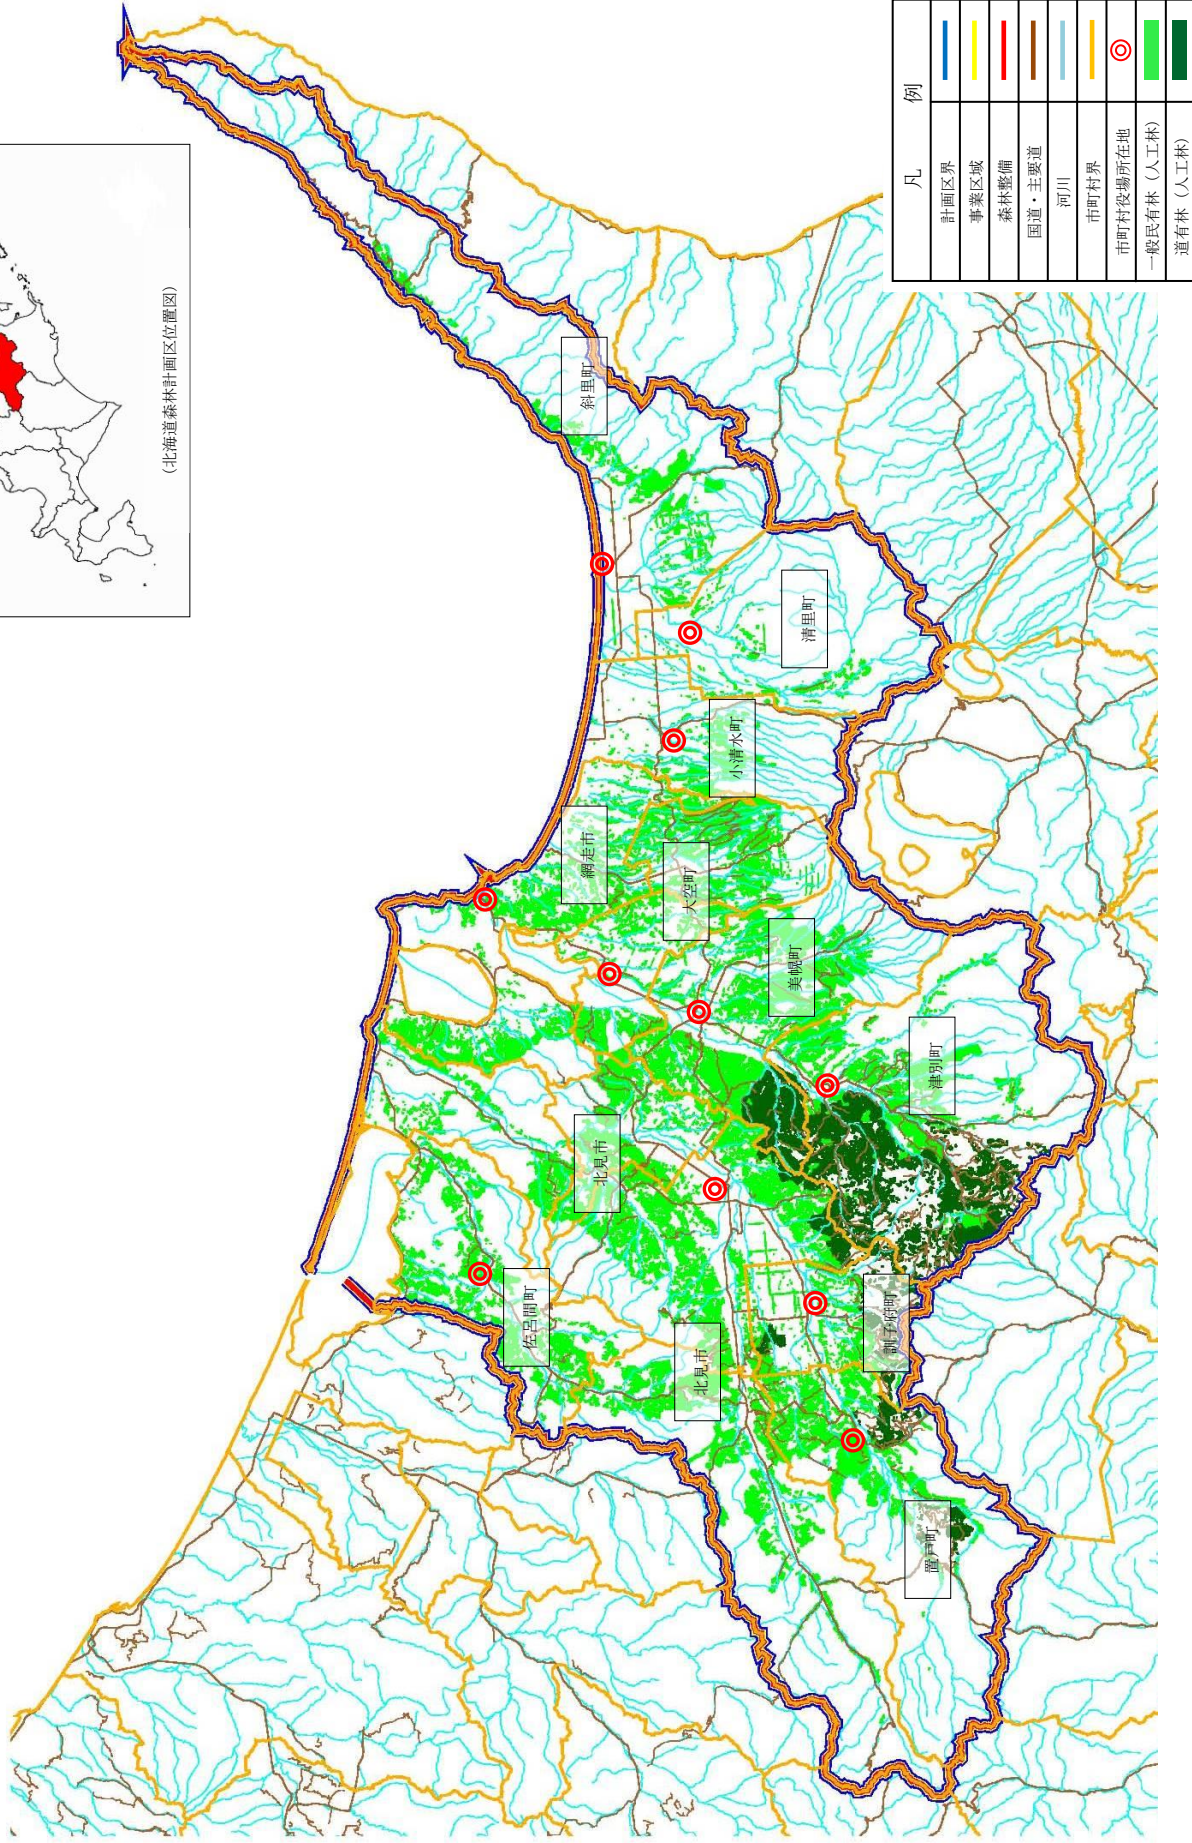 (北海道森林計画区位置図)
凡例
計画区界
事業区域
森林整備
国道・主要道
河川
市町村界
市町村役場所在地
一般民有林（人工林）
道有林（人工林）
斜里町
清里町
小清水町
網走市
大空町
美幌町
津別町
北見市
佐呂間町
北見市
訓子府町
置戸町